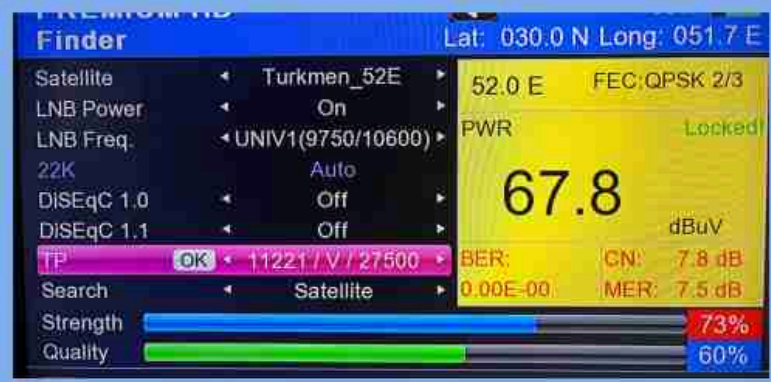 PREMIUM HD
Finder Lat: 030.0 N Long: 051.7 E
Satellite Turkmen_52E
LNB Power On
LNB Freq. UNIV1(9750/10600)
22K Auto
DiSEqC 1.0 Off
DiSEqC 1.1 Off
TP OK 11221 / V / 27500
Search Satellite
52.0 E FEC:QPSK 2/3
PWR Locked!
67.8
dBuV
BER: CN: 7.8 dB
0.00E-00 MER: 7.5 dB
Strength 73%
Quality 60%